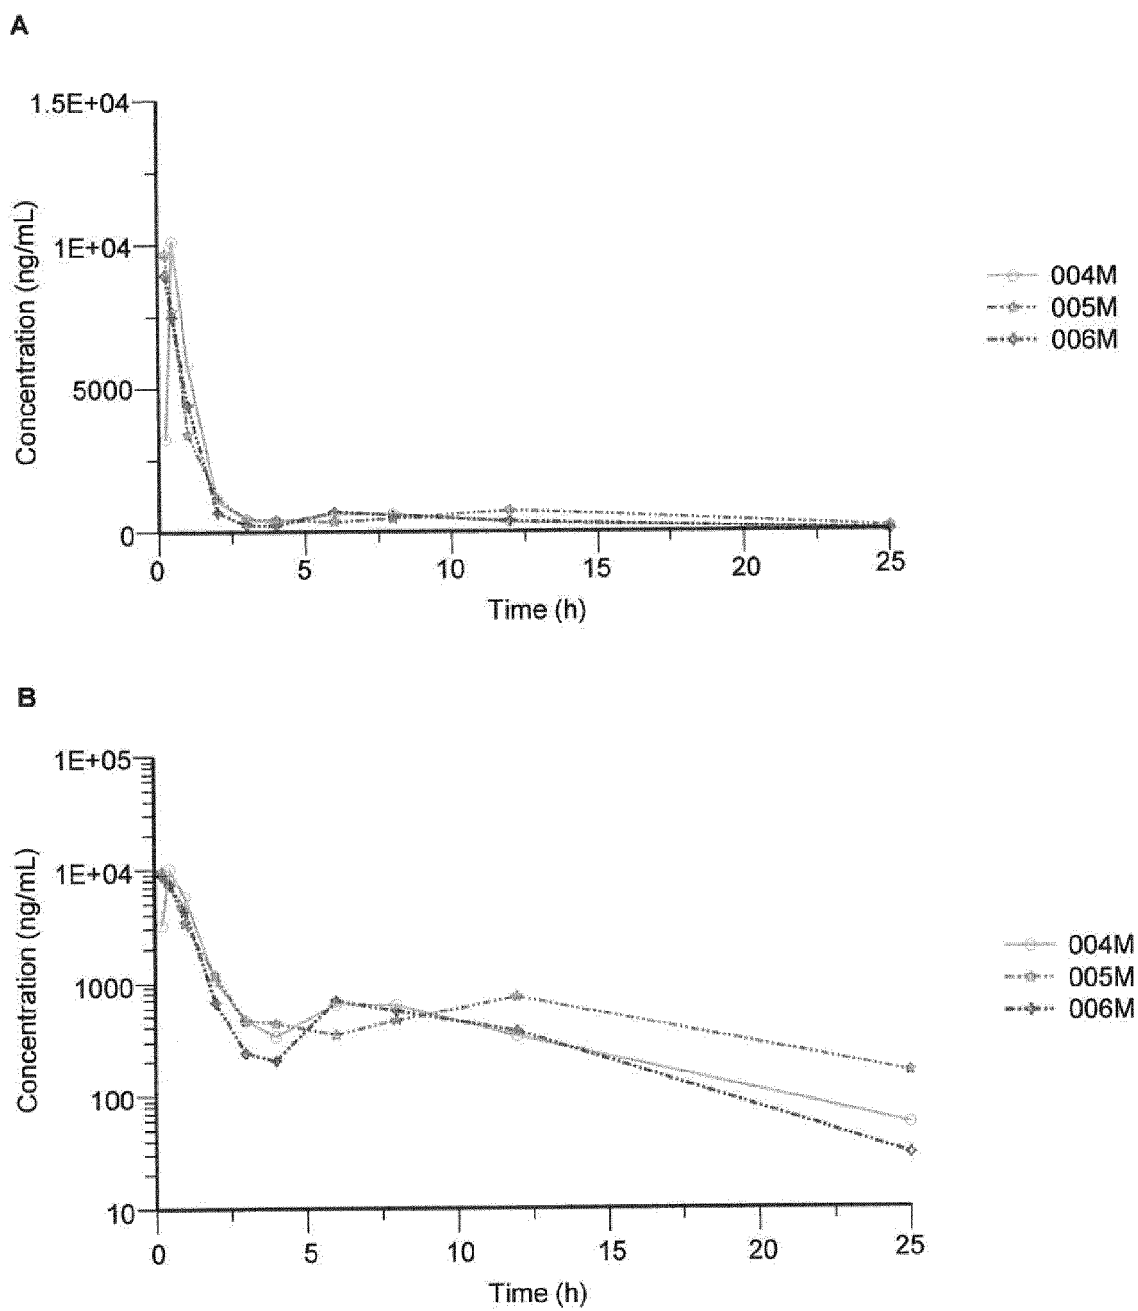 A
1.5E+04
1E+04
5000
0
Concentration (ng/mL)
0 5 10 15 20 25
Time (h)
004M
005M
006M
B
1E+05
1E+04
1000
100
10
Concentration (ng/mL)
0 5 10 15 20 25
Time (h)
004M
005M
006M